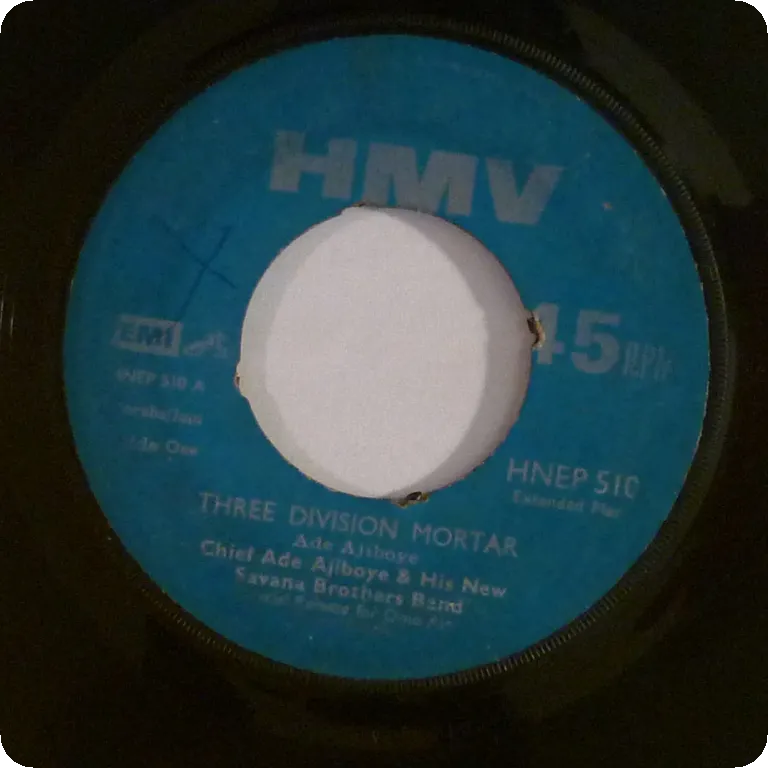 HMV
45 RPM
EMI
HNEP 510 A
Side One
HNEP 510
Extended Play
THREE DIVISION MORTAR
Ade Ajiboye
Chief Ade Ajiboye & His New
Savana Brothers Band